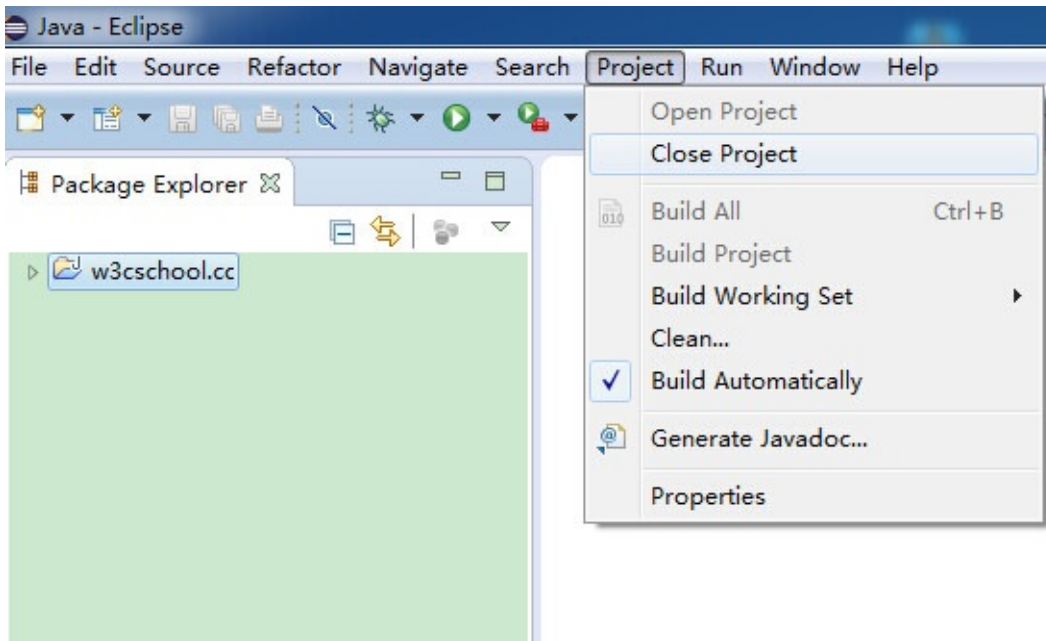 Java - Eclipse
File Edit Source Refactor Navigate Search Project Run Window Help
Package Explorer
w3cschool.cc
Open Project
Close Project
010 Build All Ctrl+B
Build Project
Build Working Set
Clean...
Build Automatically
@ Generate Javadoc...
Properties